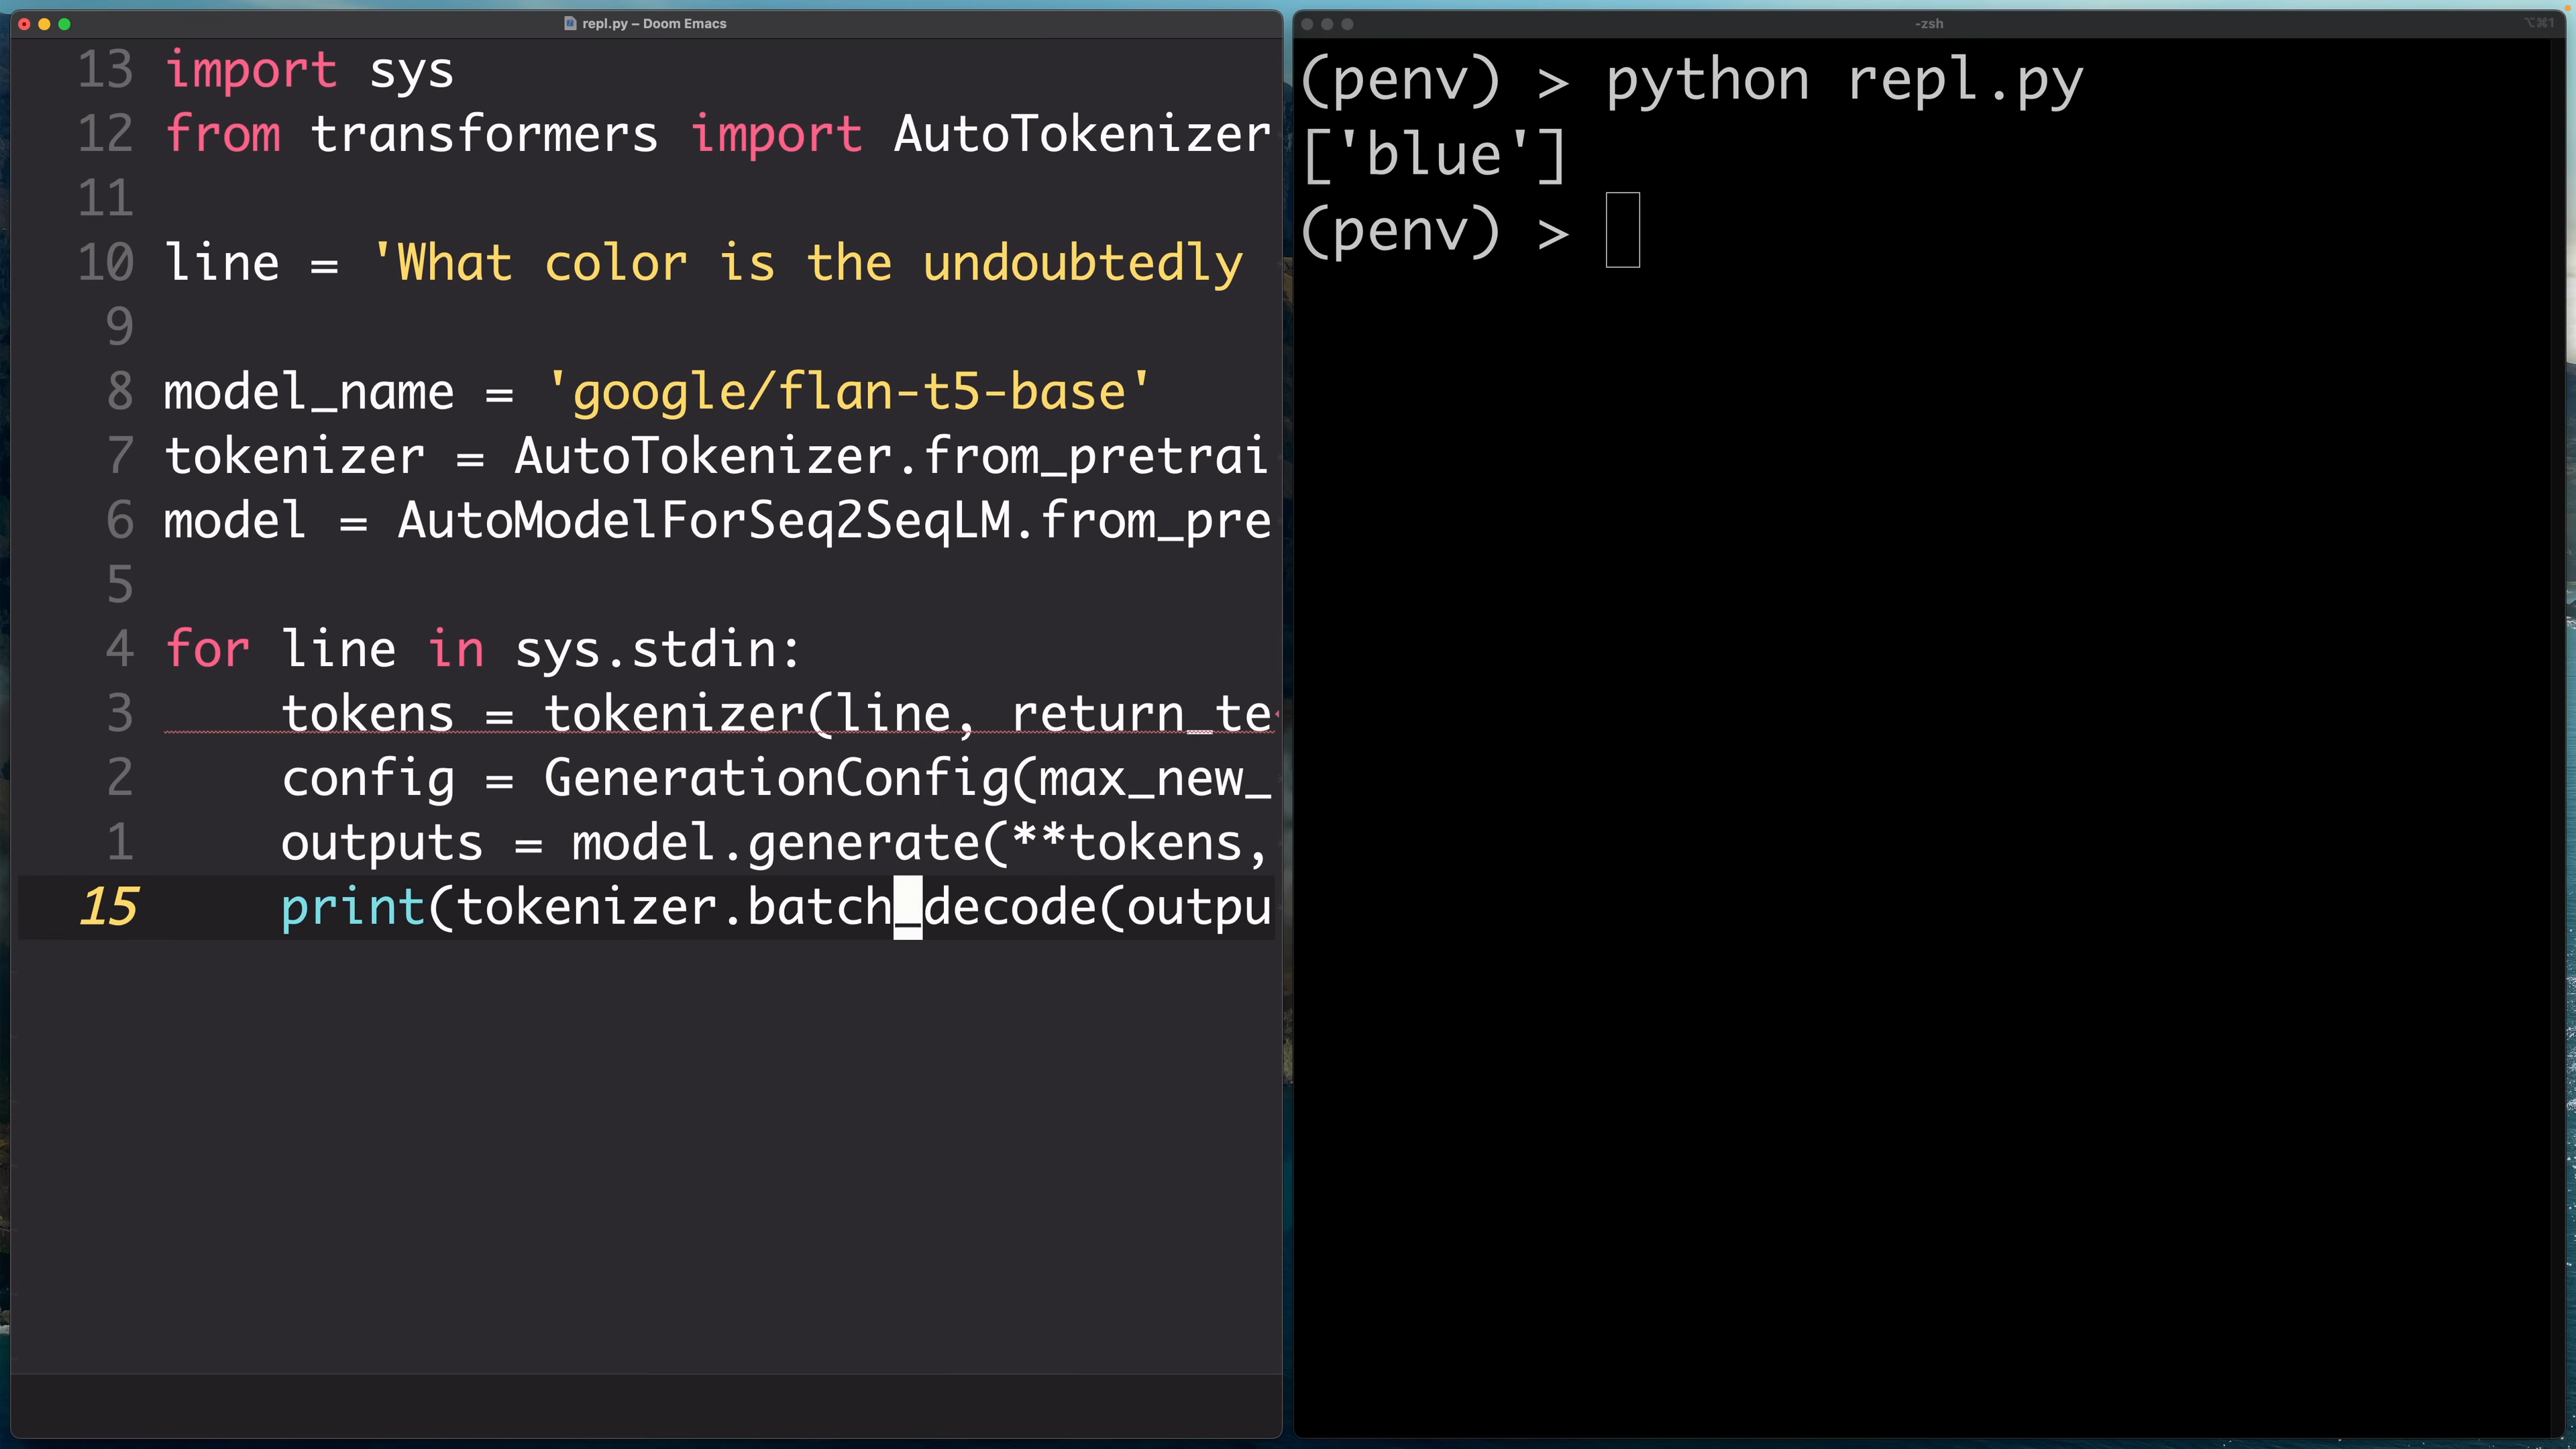 repl.py – Doom Emacs
13 import sys
12 from transformers import AutoTokenizer
11
10 line = 'What color is the undoubtedly
9
8 model_name = 'google/flan-t5-base'
7 tokenizer = AutoTokenizer.from_pretrai
6 model = AutoModelForSeq2SeqLM.from_pre
5
4 for line in sys.stdin:
3     tokens = tokenizer(line, return_te
2     config = GenerationConfig(max_new_
1     outputs = model.generate(**tokens,
15     print(tokenizer.batch_decode(outpu
-zsh
⌥⌘1
(penv) > python repl.py
['blue']
(penv) >